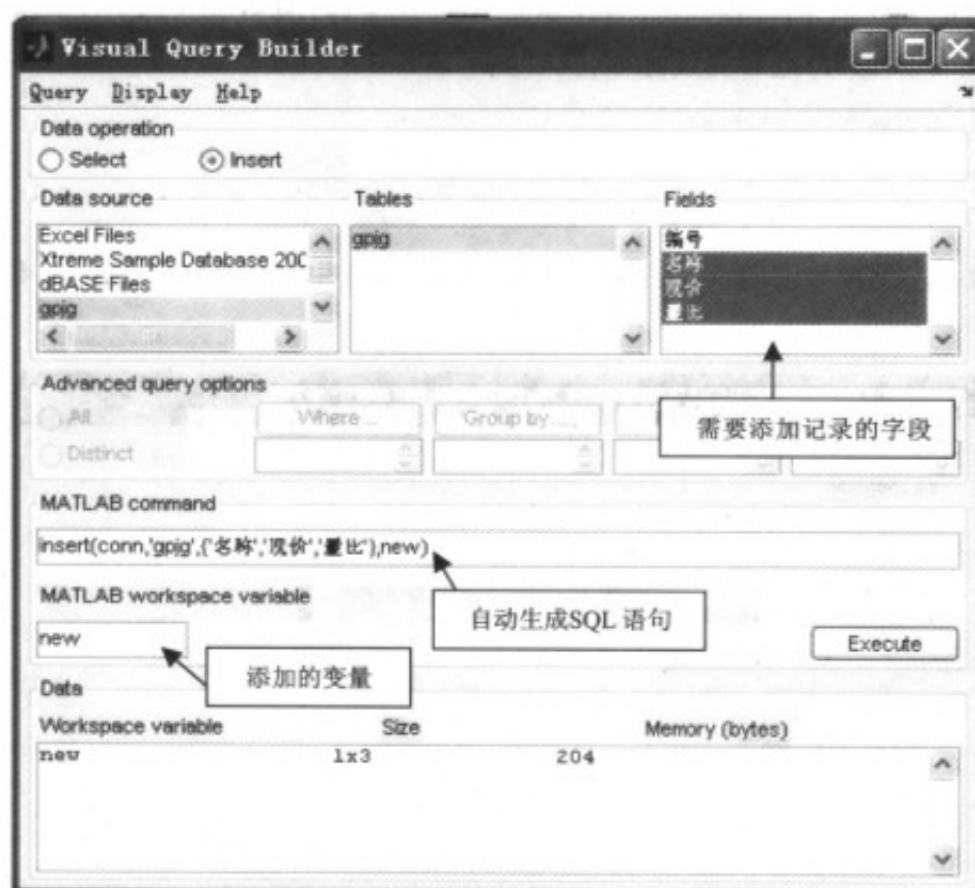 Visual Query Builder
Query Display Help
Data operation
Select Insert
Data source Tables Fields
Excel Files
Xtreme Sample Database 200
dBASE Files
gpjg
gpjg
编号
名称
现价
量比
Advanced query options
All Where... Group by...
Distinct
需要添加记录的字段
MATLAB command
insert(conn,'gpjg',{'名称','现价','量比'},new)
MATLAB workspace variable
自动生成SQL 语句
new
Execute
添加的变量
Data
Workspace variable Size Memory (bytes)
new 1x3 204